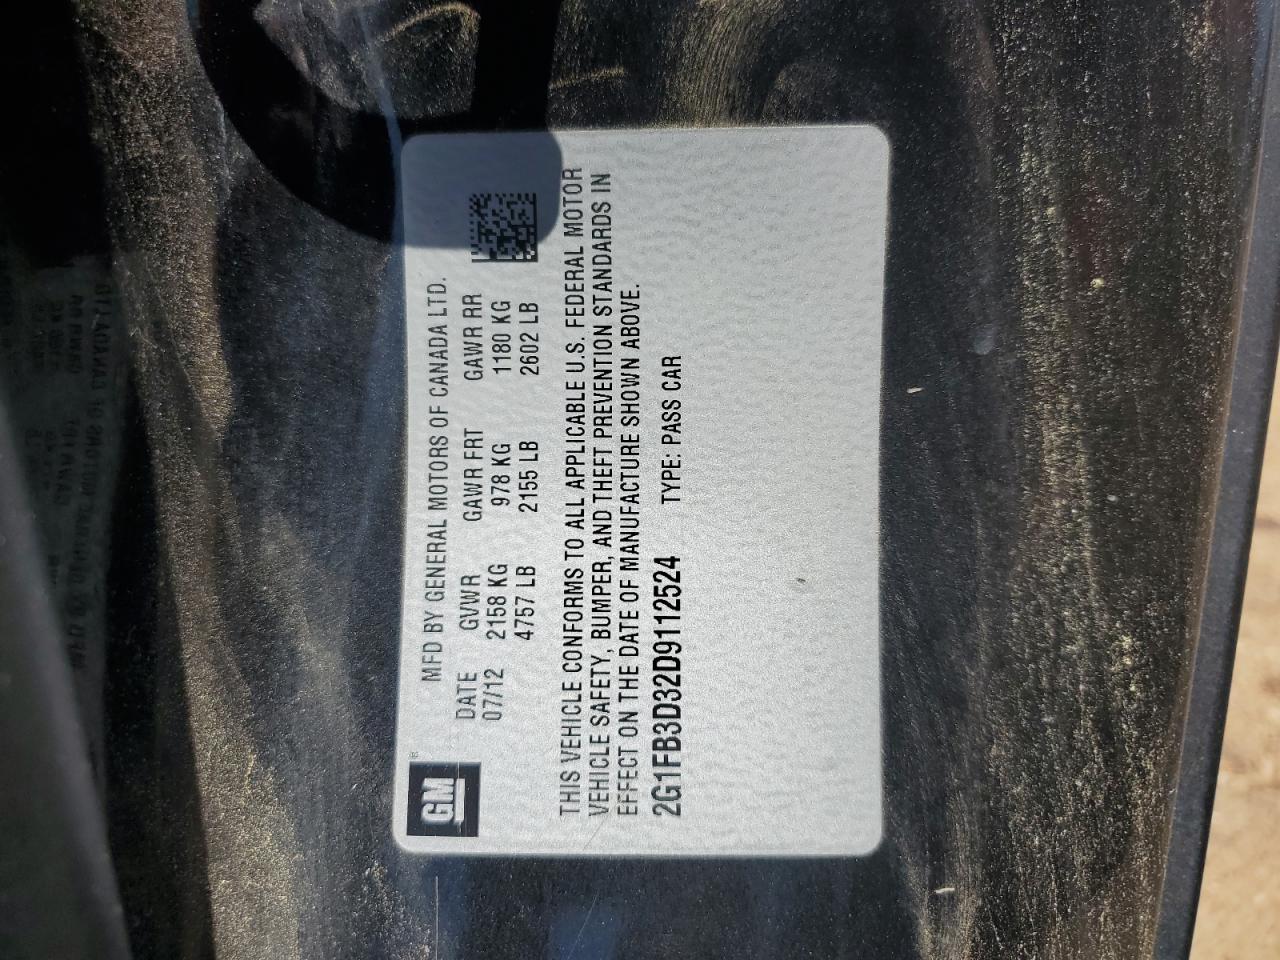 GM ®
MFD BY GENERAL MOTORS OF CANADA LTD.
DATE GVWR GAWR FRT GAWR RR
07/12 2158 KG 978 KG 1180 KG
4757 LB 2155 LB 2602 LB
THIS VEHICLE CONFORMS TO ALL APPLICABLE U.S. FEDERAL MOTOR
VEHICLE SAFETY, BUMPER, AND THEFT PREVENTION STANDARDS IN
EFFECT ON THE DATE OF MANUFACTURE SHOWN ABOVE.
2G1FB3D32D9112524 TYPE: PASS CAR